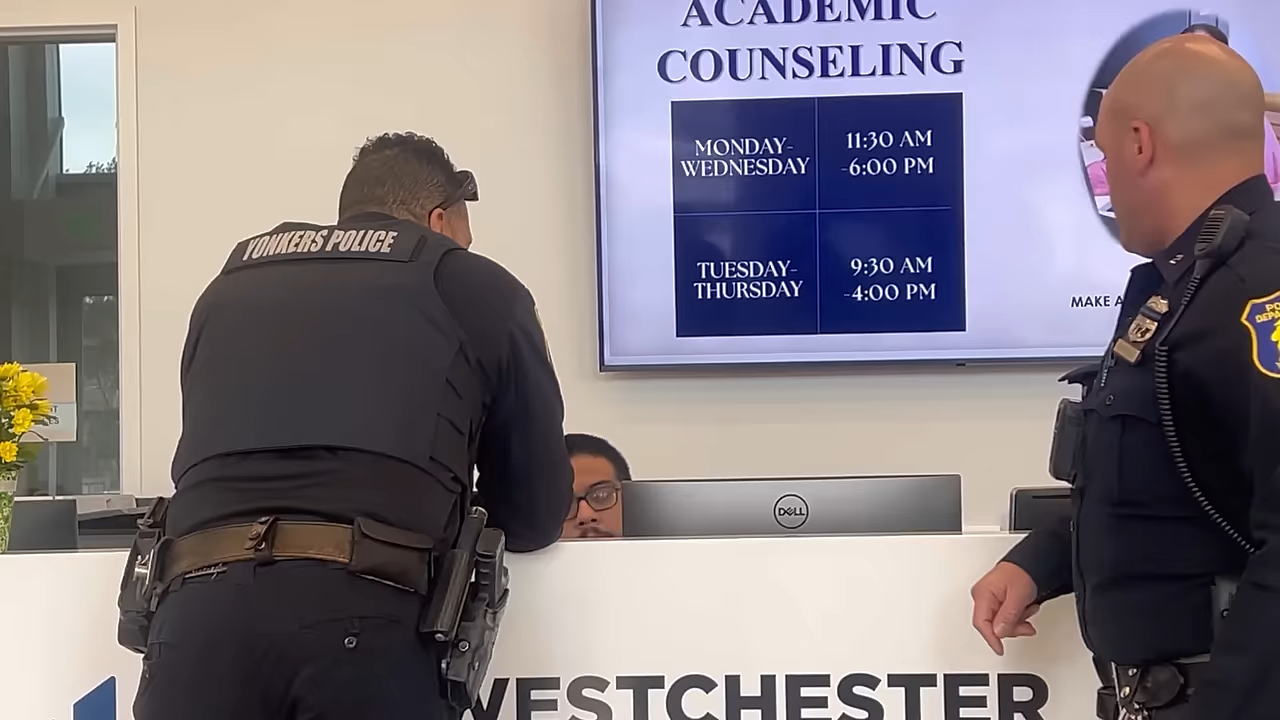 ACADEMIC
COUNSELING
MONDAY-
WEDNESDAY
11:30 AM
-6:00 PM
TUESDAY-
THURSDAY
9:30 AM
-4:00 PM
MAKE A
YONKERS POLICE
DELL
WESTCHESTER